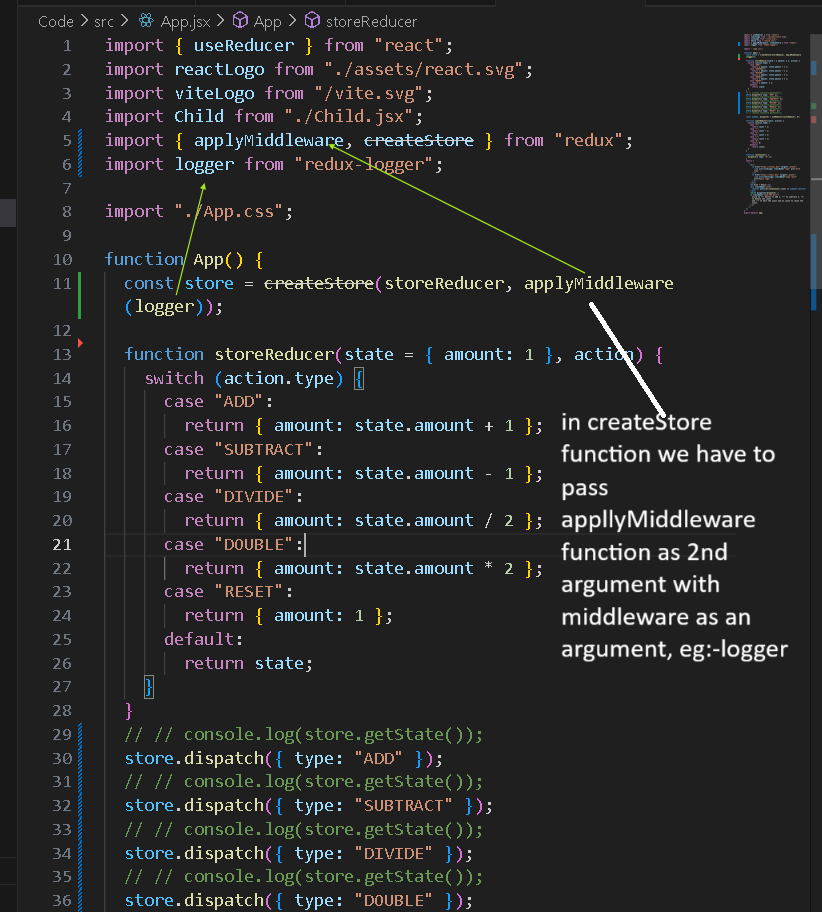 Code > src > App.jsx > App > storeReducer
1 import { useReducer } from "react";
2 import reactLogo from "./assets/react.svg";
3 import viteLogo from "/vite.svg";
4 import Child from "./Child.jsx";
5 import { applyMiddleware, createStore } from "redux";
6 import logger from "redux-logger";
7
8 import "./App.css";
9
10 function App() {
11 const store = createStore(storeReducer, applyMiddleware
(logger));
12
13 function storeReducer(state = { amount: 1 }, action) {
14 switch (action.type) {
15 case "ADD":
16 return { amount: state.amount + 1 };
17 case "SUBTRACT":
18 return { amount: state.amount - 1 };
19 case "DIVIDE":
20 return { amount: state.amount / 2 };
21 case "DOUBLE":
22 return { amount: state.amount * 2 };
23 case "RESET":
24 return { amount: 1 };
25 default:
26 return state;
27 }
28 }
29 // // console.log(store.getState());
30 store.dispatch({ type: "ADD" });
31 // // console.log(store.getState());
32 store.dispatch({ type: "SUBTRACT" });
33 // // console.log(store.getState());
34 store.dispatch({ type: "DIVIDE" });
35 // // console.log(store.getState());
36 store.dispatch({ type: "DOUBLE" });
in createStore
function we have to
pass
appllyMiddleware
function as 2nd
argument with
middleware as an
argument, eg:-logger